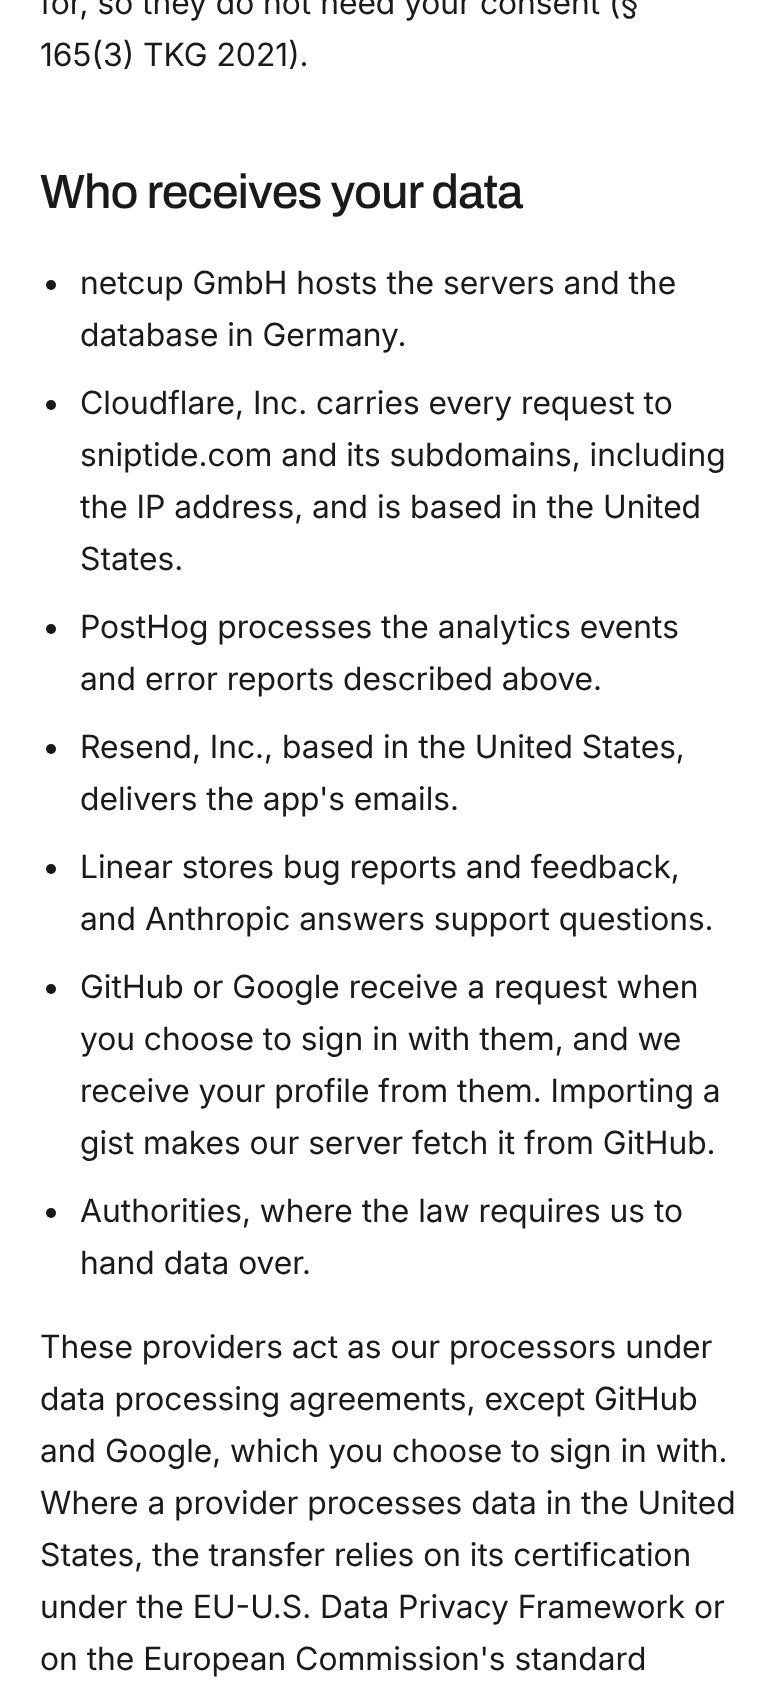 for, so they do not need your consent (§
165(3) TKG 2021).
Who receives your data
• netcup GmbH hosts the servers and the
database in Germany.
• Cloudflare, Inc. carries every request to
sniptide.com and its subdomains, including
the IP address, and is based in the United
States.
• PostHog processes the analytics events
and error reports described above.
• Resend, Inc., based in the United States,
delivers the app's emails.
• Linear stores bug reports and feedback,
and Anthropic answers support questions.
• GitHub or Google receive a request when
you choose to sign in with them, and we
receive your profile from them. Importing a
gist makes our server fetch it from GitHub.
• Authorities, where the law requires us to
hand data over.
These providers act as our processors under
data processing agreements, except GitHub
and Google, which you choose to sign in with.
Where a provider processes data in the United
States, the transfer relies on its certification
under the EU-U.S. Data Privacy Framework or
on the European Commission's standard